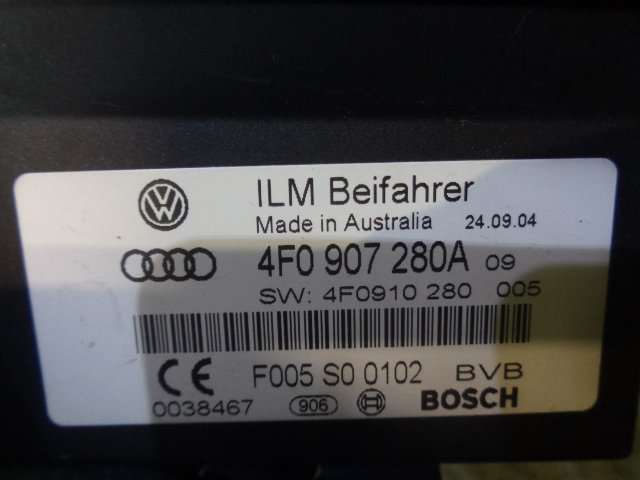 ILM Beifahrer
Made in Australia 24.09.04
4F0 907 280A 09
SW: 4F0910 280 005
CE F005 S0 0102 BVB
0038467 906 BOSCH